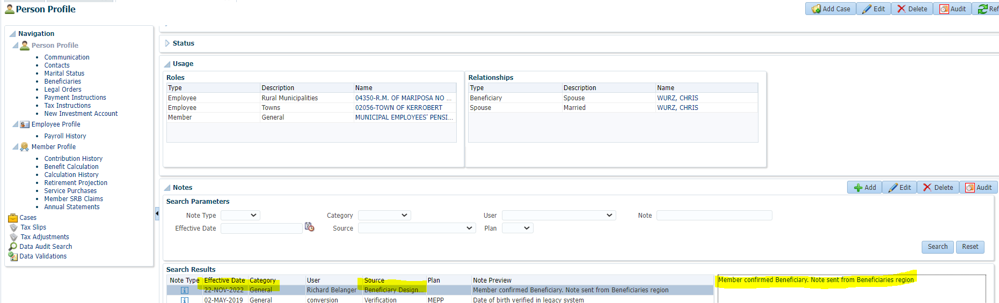 Person Profile
Add Case Edit Delete Audit Ref
Navigation
Person Profile
Communication
Contacts
Marital Status
Beneficiaries
Legal Orders
Payment Instructions
Tax Instructions
New Investment Account
Employee Profile
Payroll History
Member Profile
Contribution History
Benefit Calculation
Calculation History
Retirement Projection
Service Purchases
Member SRB Claims
Annual Statements
Cases
Tax Slips
Tax Adjustments
Data Audit Search
Data Validations
Status
Usage
Roles
Type Description Name
Employee Rural Municipalities 04350-R.M. OF MARIPOSA NO ...
Employee Towns 02056-TOWN OF KERROBERT
Member General MUNICIPAL EMPLOYEES' PENSI...
Relationships
Type Description Name
Beneficiary Spouse WURZ, CHRIS
Spouse Married WURZ, CHRIS
Notes
Add Edit Delete Audit
Search Parameters
Note Type Category User Note
Effective Date Source Plan
Search Reset
Search Results
Note Type Effective Date Category User Source Plan Note Preview
22-NOV-2022 General Richard Belanger Beneficiary Design... Member confirmed Beneficiary. Note sent from Beneficiaries region
02-MAY-2019 General conversion Verification MEPP Date of birth verified in legacy system
Member confirmed Beneficiary. Note sent from Beneficiaries region